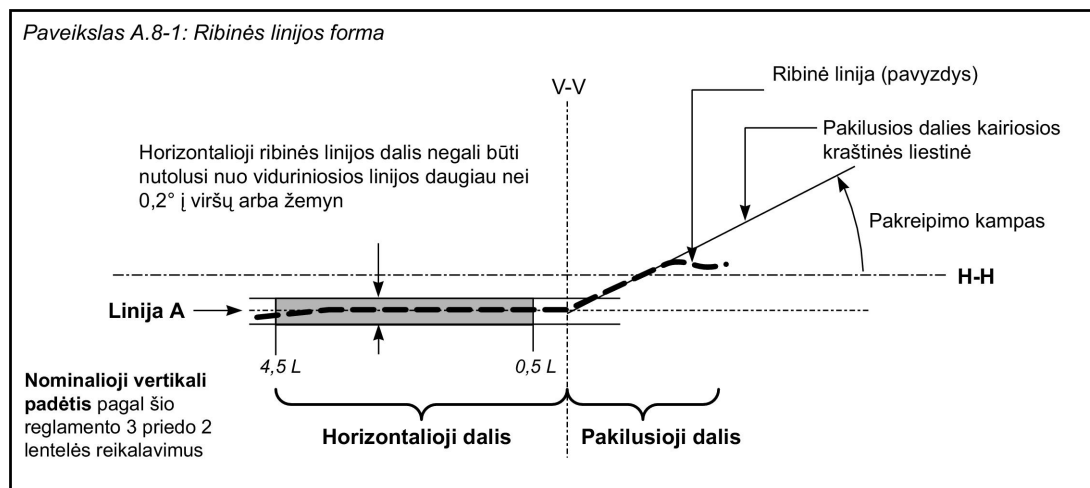 Paveikslas A.8-1: Ribinės linijos forma
Ribinė linija (pavyzdys)
V-V
Pakilusios dalies kairiosios
kraštinės liestinė
Horizontalioji ribinės linijos dalis negali būti
nutolusi nuo viduriniosios linijos daugiau nei
0,2° į viršų arba žemyn
Pakreipimo kampas
H-H
Linija A
4,5 L
0,5 L
Nominalioji vertikali
padėtis pagal šio
reglamento 3 priedo 2
lentelės reikalavimus
Horizontalioji dalis
Pakilusioji dalis